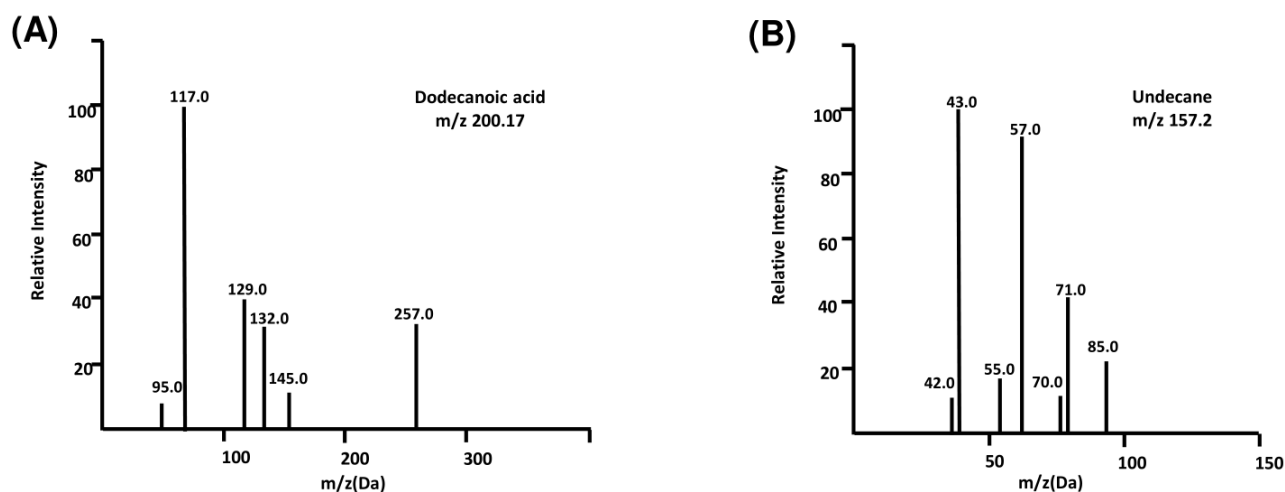 (A)
Dodecanoic acid
m/z 200.17
Relative Intensity
100
80
60
40
20
117.0
129.0
132.0
145.0
95.0
257.0
100
200
300
m/z(Da)
(B)
Undecane
m/z 157.2
Relative Intensity
100
80
60
40
20
43.0
57.0
71.0
85.0
55.0
70.0
42.0
50
100
150
m/z(Da)